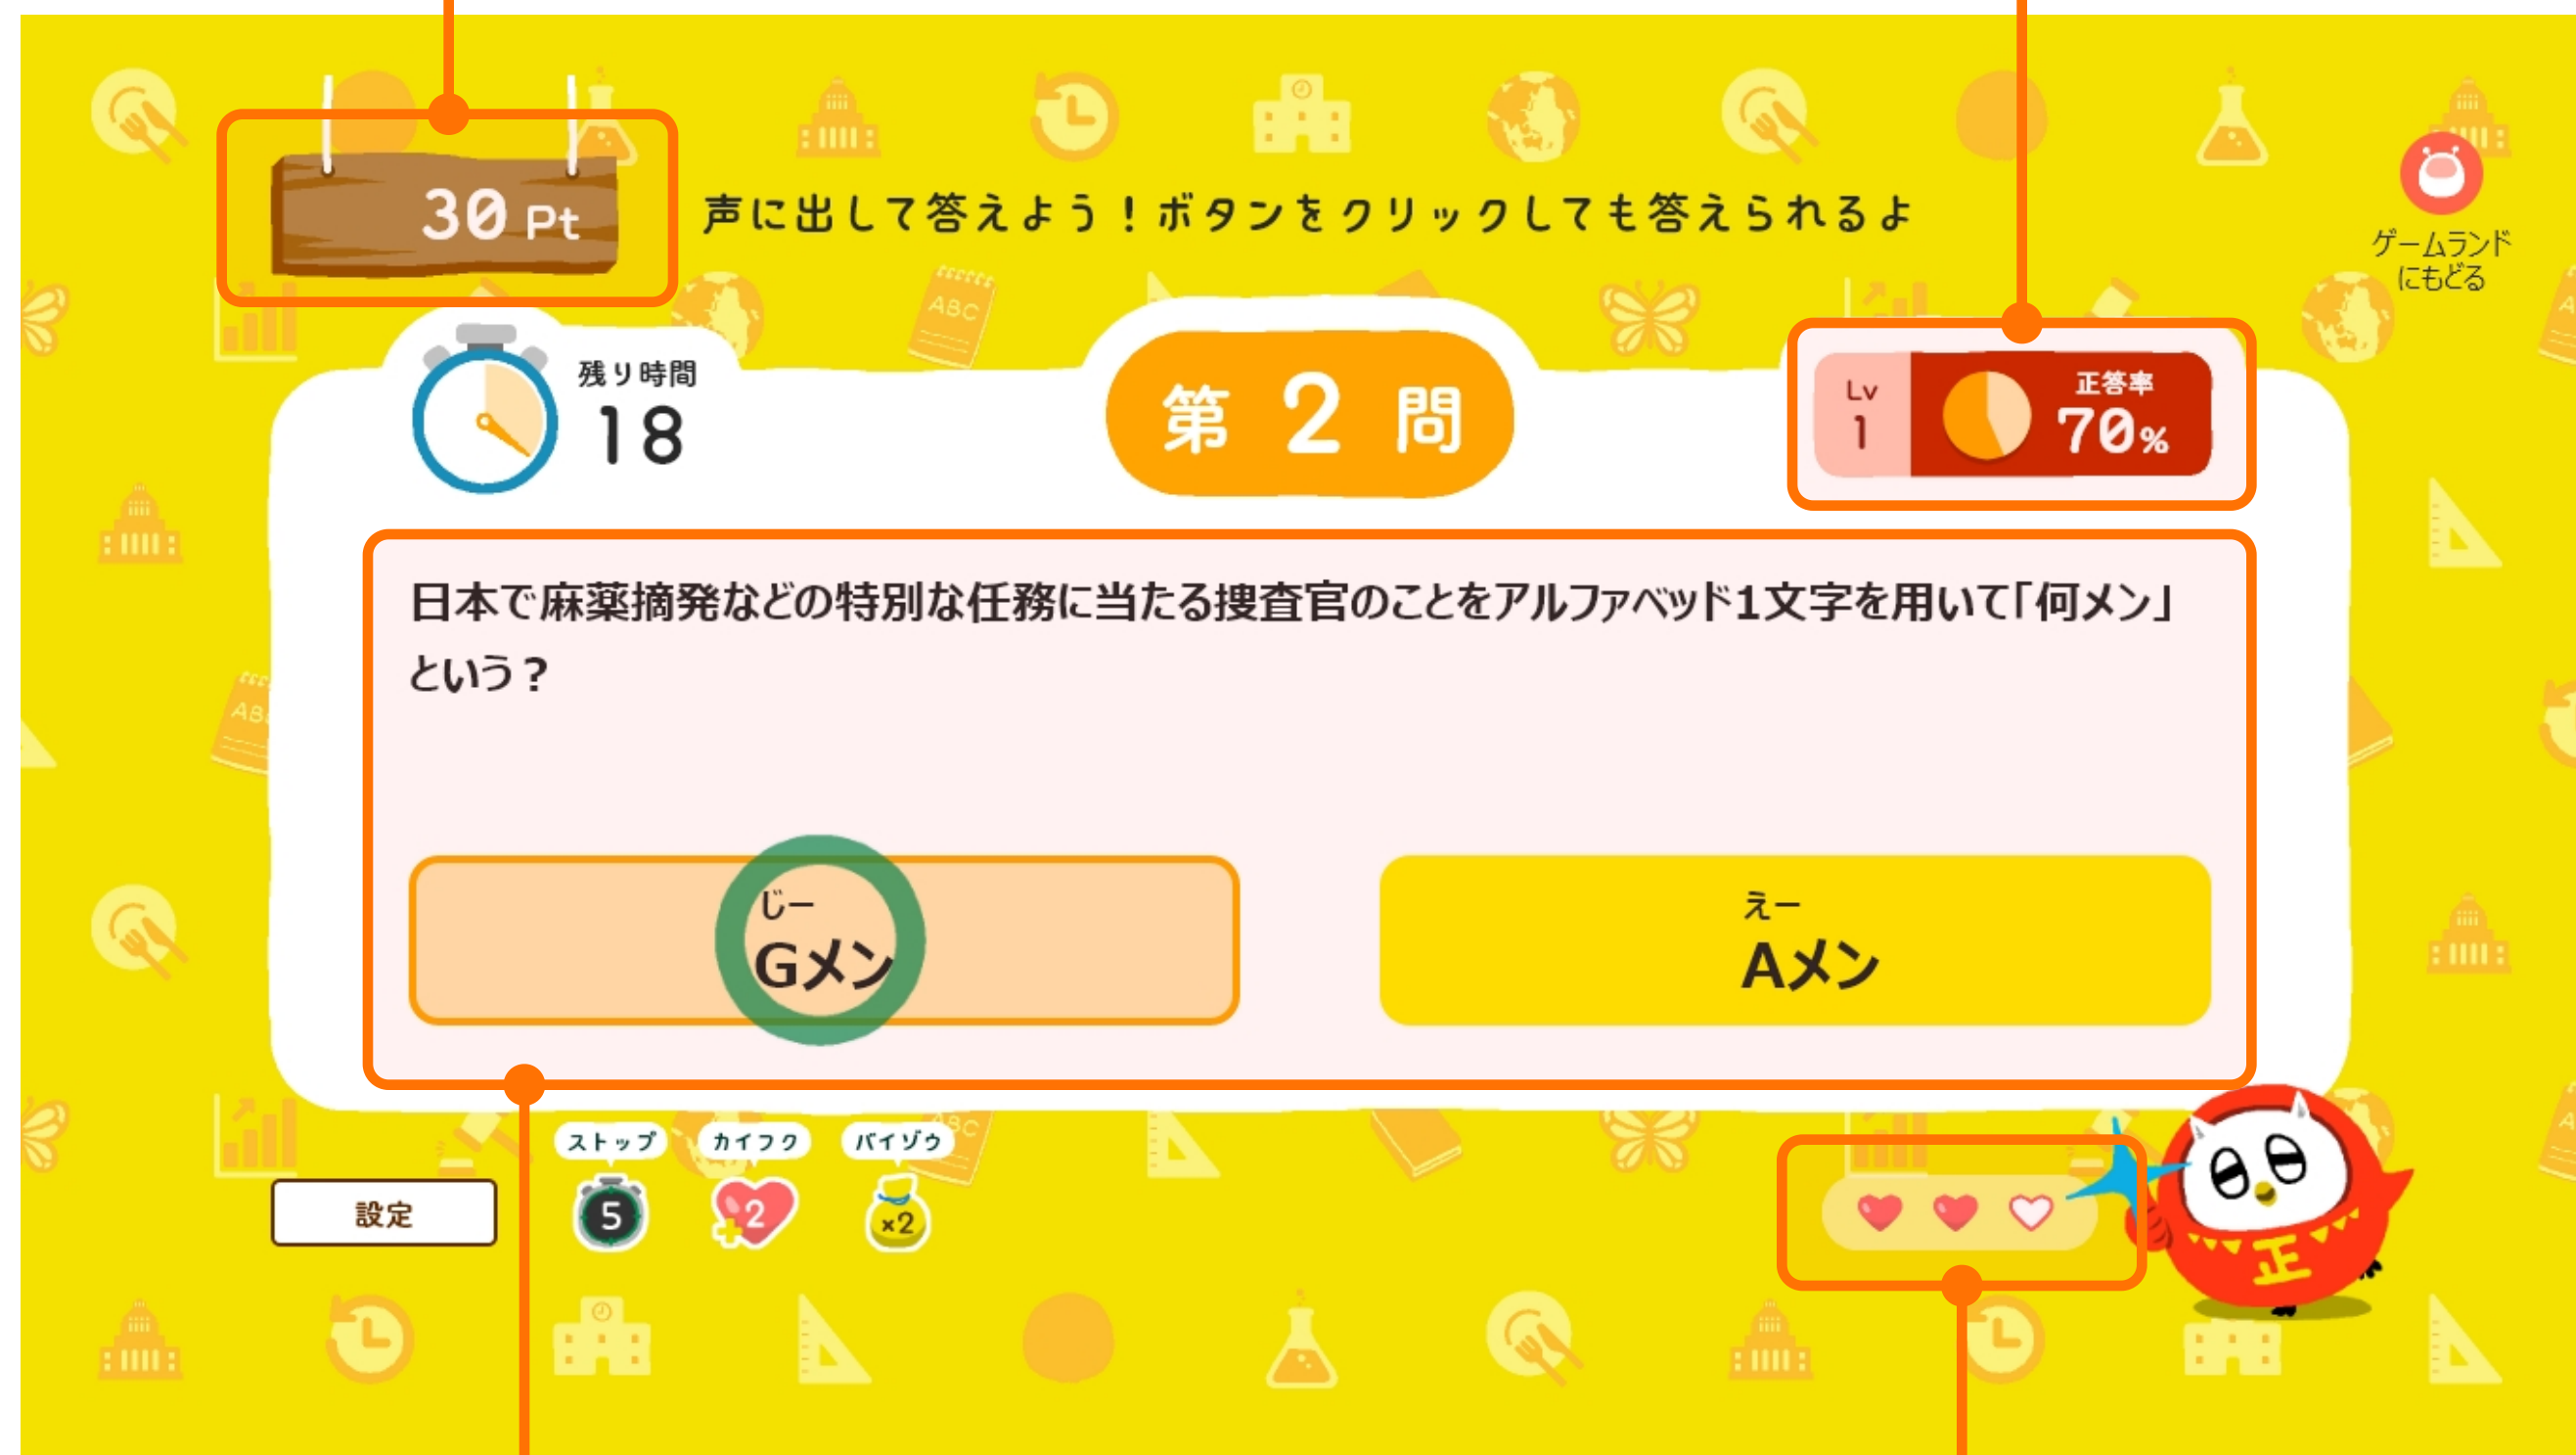 30 Pt
声に出して答えよう！ボタンをクリックしても答えられるよ
ゲームランド
にもどる
残り時間
18
第 2 問
Lv
1
正答率
70%
日本で麻薬摘発などの特別な任務に当たる捜査官のことをアルファベッド1文字を用いて「何メン」
という？
じー
Gメン
えー
Aメン
設定
ストップ
5
カイフク
2
バイゾウ
×2
正
ABC
ABC